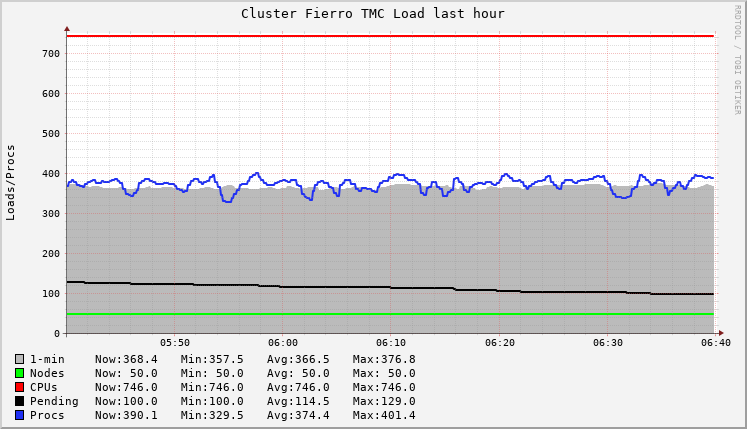 Cluster Fierro TMC Load last hour
RRDTOOL / TOBI OETIKER
Loads/Procs
700
600
500
400
300
200
100
0
05:50 06:00 06:10 06:20 06:30 06:40
1-min Now:368.4 Min:357.5 Avg:366.5 Max:376.8
Nodes Now: 50.0 Min: 50.0 Avg: 50.0 Max: 50.0
CPUs Now:746.0 Min:746.0 Avg:746.0 Max:746.0
Pending Now:100.0 Min:100.0 Avg:114.5 Max:129.0
Procs Now:390.1 Min:329.5 Avg:374.4 Max:401.4